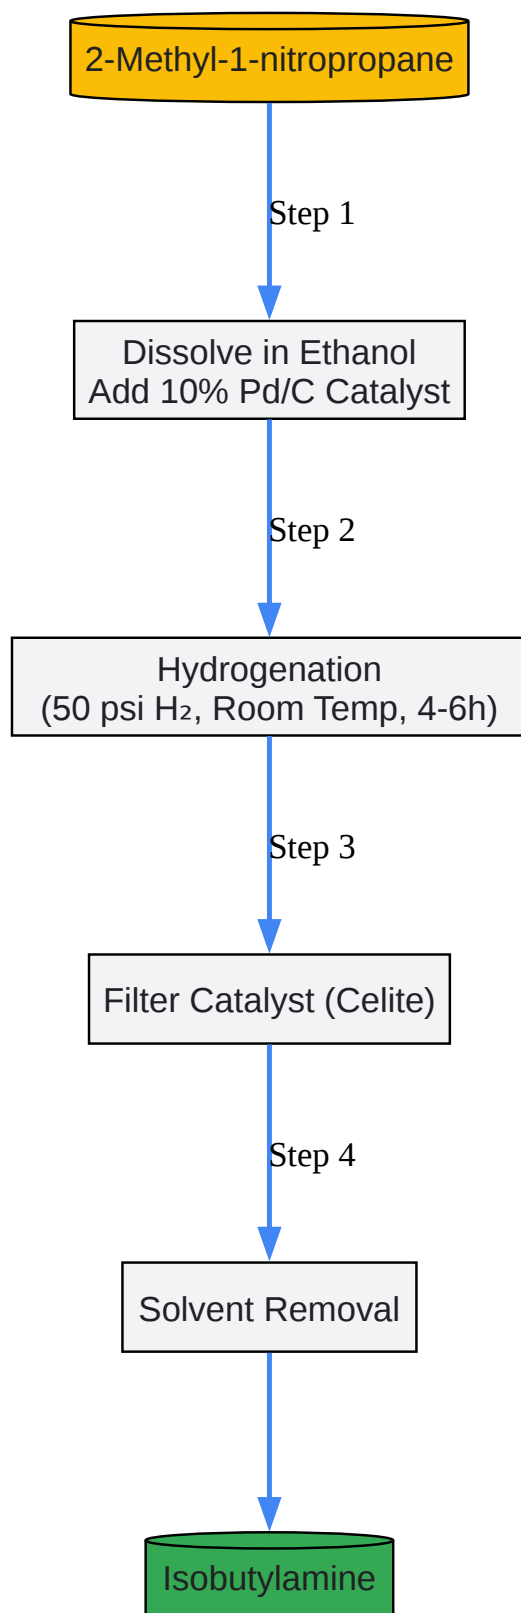 2-Methyl-1-nitropropane
Step 1
Dissolve in Ethanol
Add 10% Pd/C Catalyst
Step 2
Hydrogenation
(50 psi H₂, Room Temp, 4-6h)
Step 3
Filter Catalyst (Celite)
Step 4
Solvent Removal
Isobutylamine